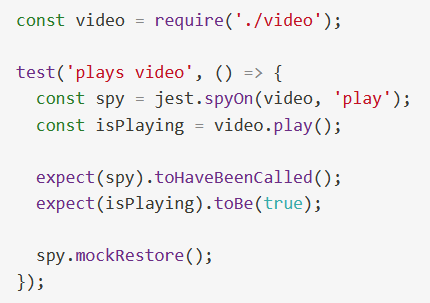 const video = require('./video');
test('plays video', () => {
const spy = jest.spyOn(video, 'play');
const isPlaying = video.play();
expect(spy).toHaveBeenCalled();
expect(isPlaying).toBe(true);
spy.mockRestore();
});